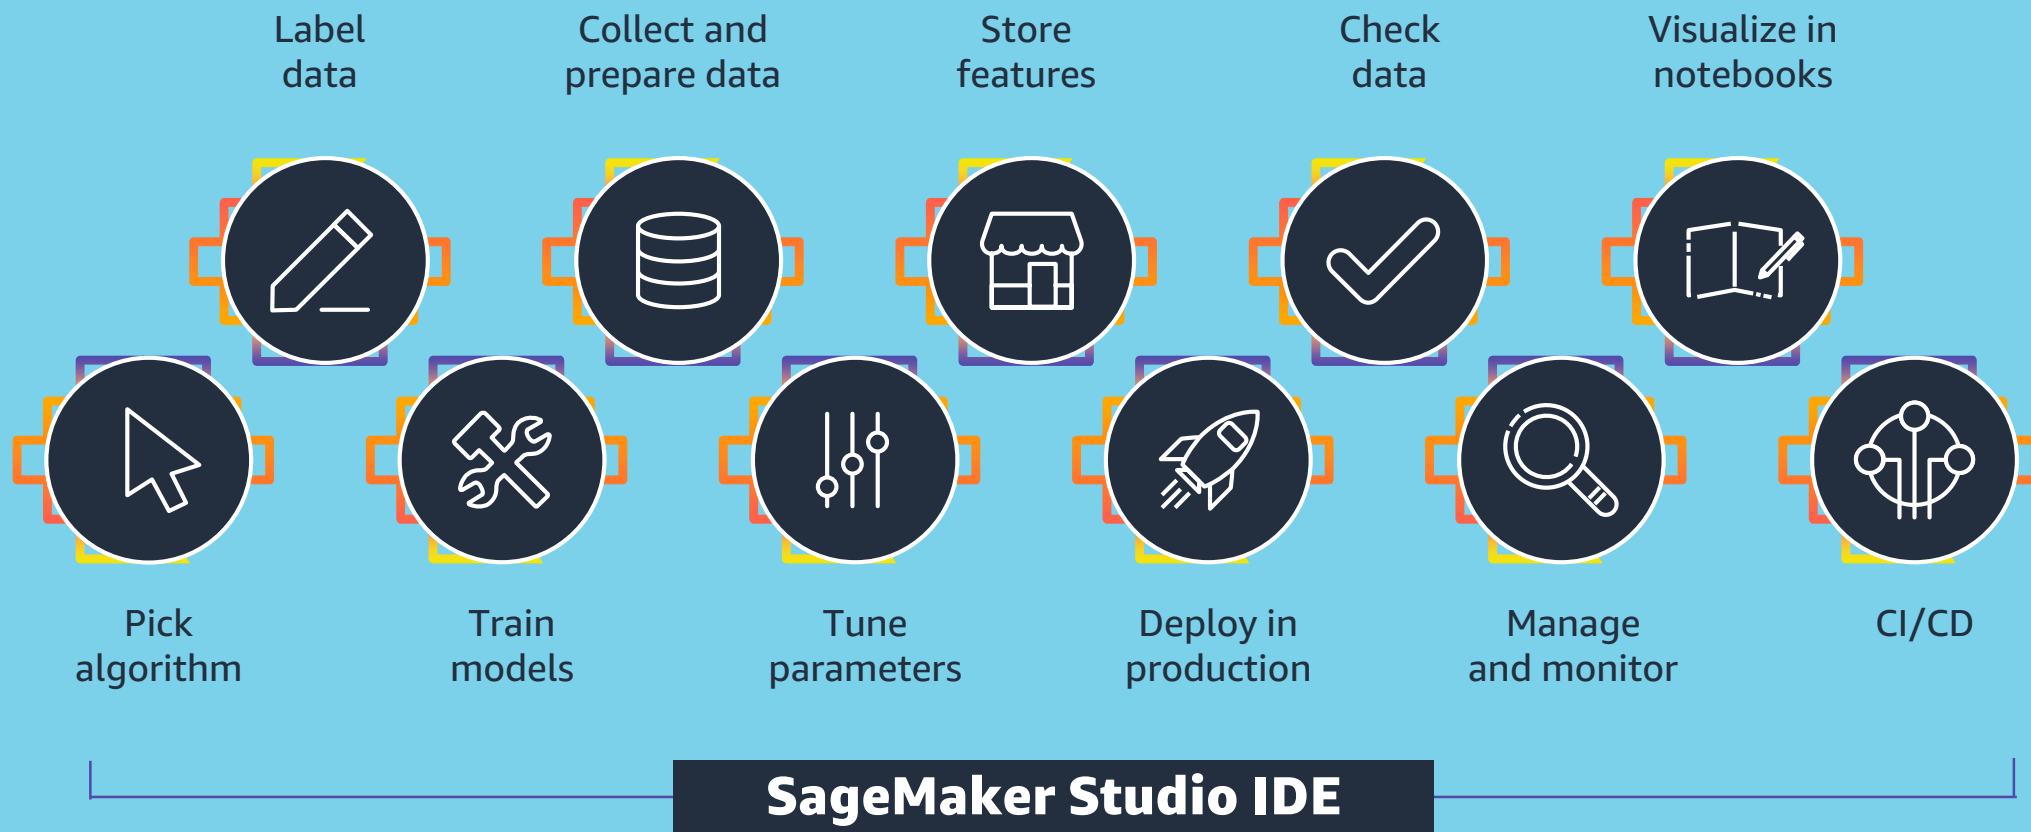 Label
data
Collect and
prepare data
Store
features
Check
data
Visualize in
notebooks
Pick
algorithm
Train
models
Tune
parameters
Deploy in
production
Manage
and monitor
CI/CD
SageMaker Studio IDE